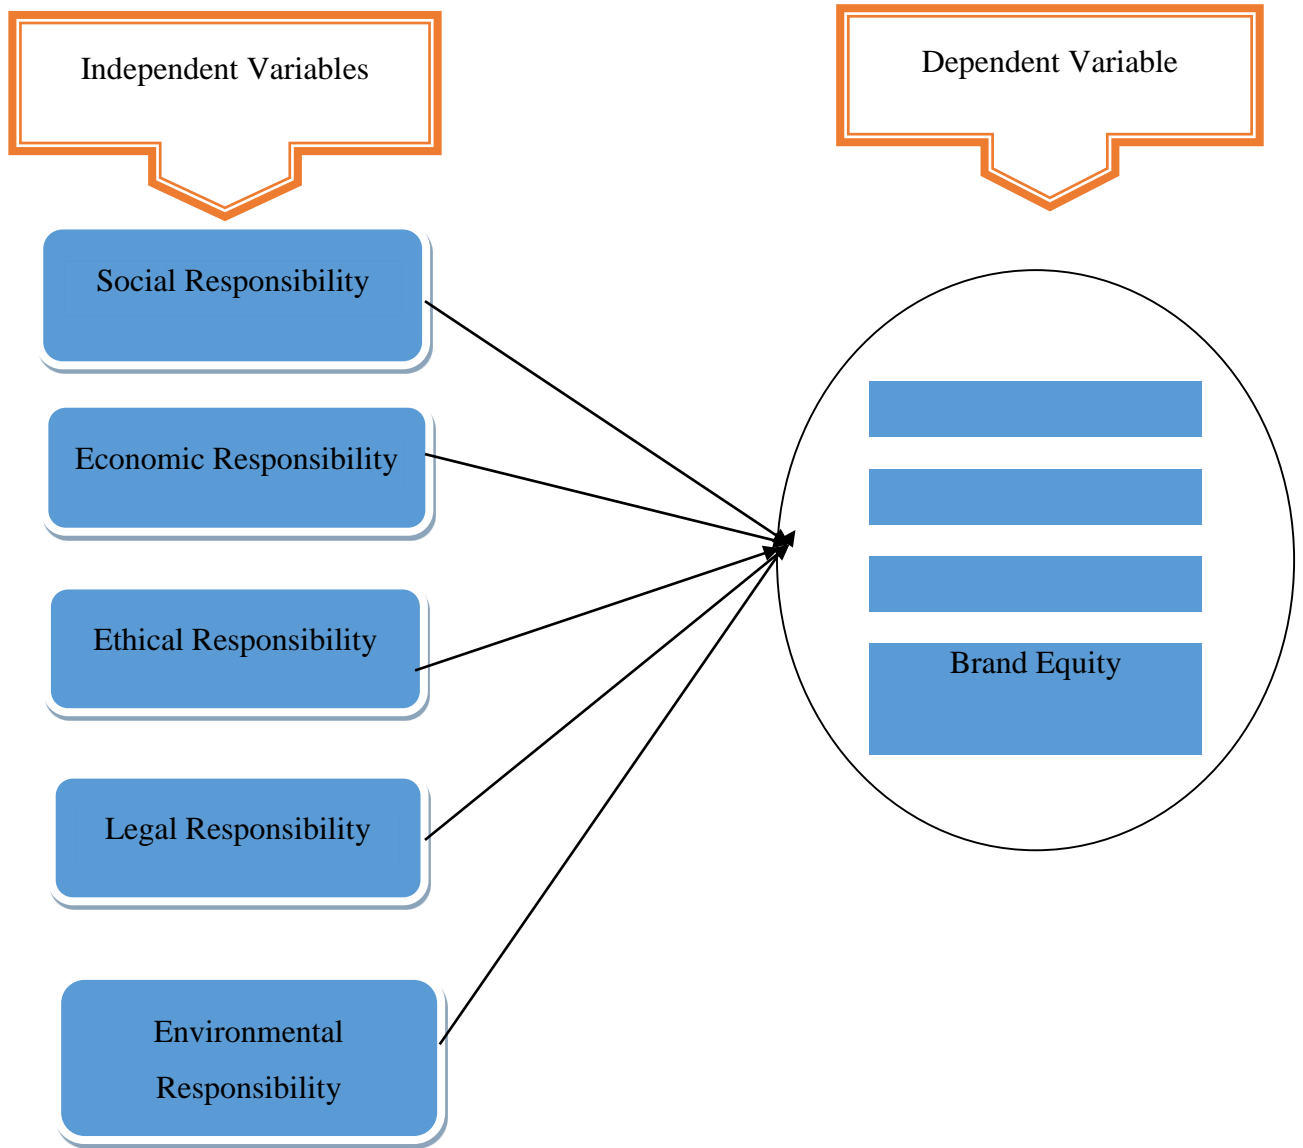 Independent Variables
Dependent Variable
Social Responsibility
Economic Responsibility
Ethical Responsibility
Brand Equity
Legal Responsibility
Environmental
Responsibility